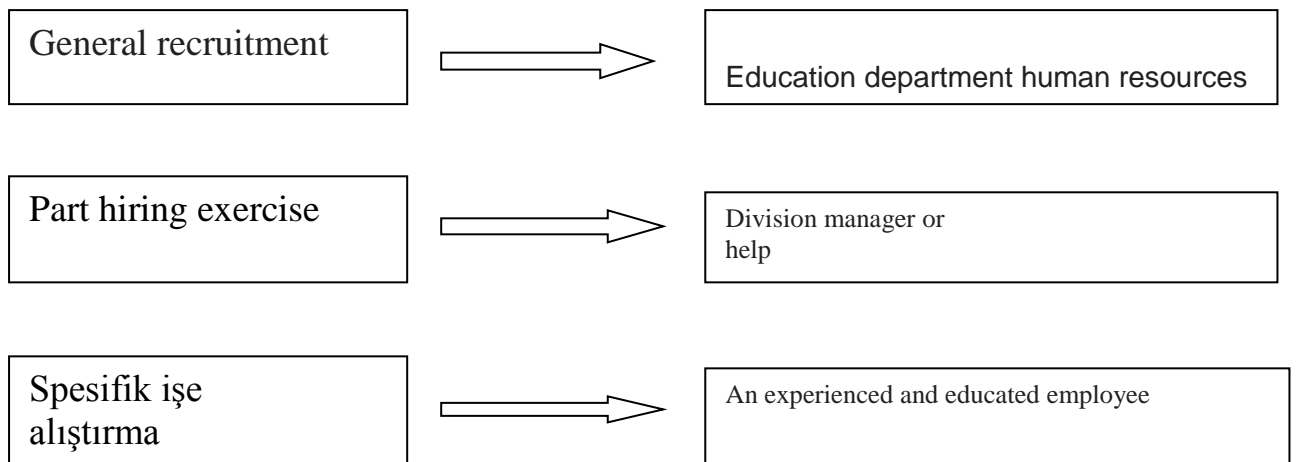 General recruitment
Education department human resources
Part hiring exercise
Division manager or
help
Spesifik işe
alıştırma
An experienced and educated employee